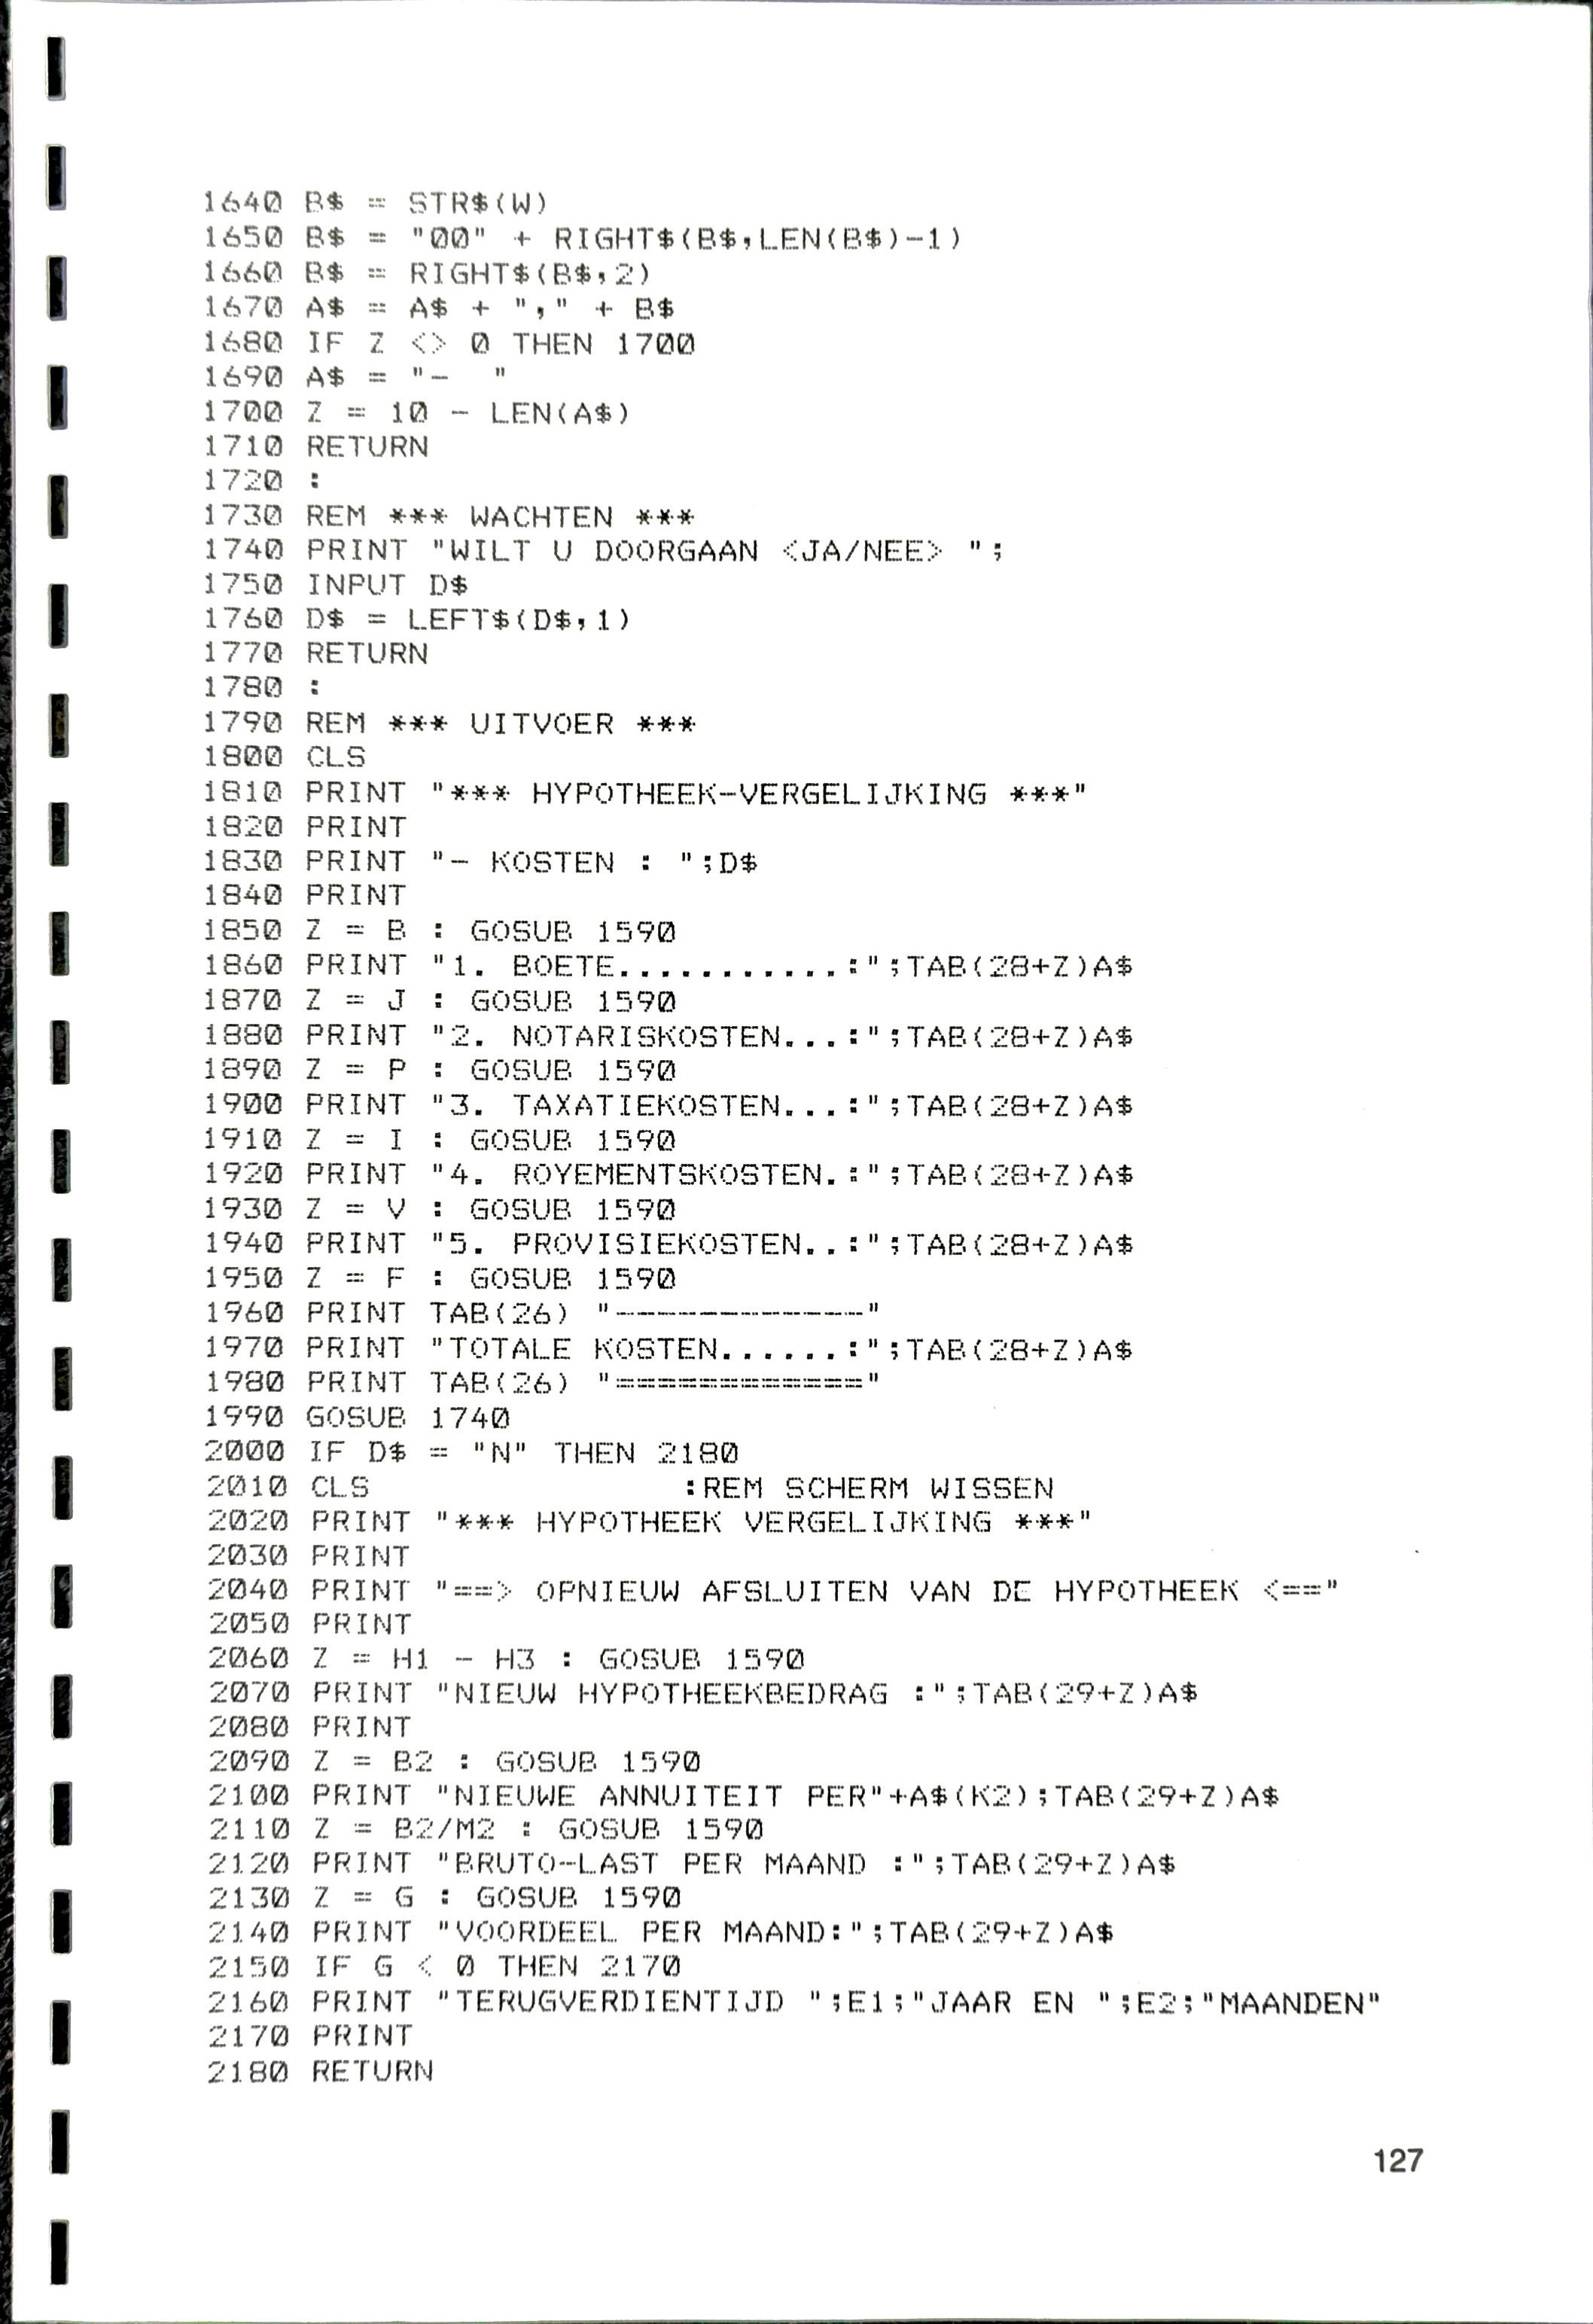 1640 B$ = STR$(W)
1650 B$ = "00" + RIGHT$(B$,LEN(B$)-1)
1660 B$ = RIGHT$(B$,2)
1670 A$ = A$ + "," + B$
1680 IF Z <> 0 THEN 1700
1690 A$ = "-  "
1700 Z = 10 - LEN(A$)
1710 RETURN
1720 :
1730 REM *** WACHTEN ***
1740 PRINT "WILT U DOORGAAN <JA/NEE> ";
1750 INPUT D$
1760 D$ = LEFT$(D$,1)
1770 RETURN
1780 :
1790 REM *** UITVOER ***
1800 CLS
1810 PRINT "*** HYPOTHEEK-VERGELIJKING ***"
1820 PRINT
1830 PRINT "- KOSTEN : ";D$
1840 PRINT
1850 Z = B : GOSUB 1590
1860 PRINT "1. BOETE...........:";TAB(28+Z)A$
1870 Z = J : GOSUB 1590
1880 PRINT "2. NOTARISKOSTEN...:";TAB(28+Z)A$
1890 Z = P : GOSUB 1590
1900 PRINT "3. TAXATIEKOSTEN...:";TAB(28+Z)A$
1910 Z = I : GOSUB 1590
1920 PRINT "4. ROYEMENTSKOSTEN.:";TAB(28+Z)A$
1930 Z = V : GOSUB 1590
1940 PRINT "5. PROVISIEKOSTEN..:";TAB(28+Z)A$
1950 Z = F : GOSUB 1590
1960 PRINT TAB(26) "------------"
1970 PRINT "TOTALE KOSTEN......:";TAB(28+Z)A$
1980 PRINT TAB(26) "============"
1990 GOSUB 1740
2000 IF D$ = "N" THEN 2180
2010 CLS               :REM SCHERM WISSEN
2020 PRINT "*** HYPOTHEEK VERGELIJKING ***"
2030 PRINT
2040 PRINT "==> OPNIEUW AFSLUITEN VAN DE HYPOTHEEK <=="
2050 PRINT
2060 Z = H1 - H3 : GOSUB 1590
2070 PRINT "NIEUW HYPOTHEEKBEDRAG :";TAB(29+Z)A$
2080 PRINT
2090 Z = B2 : GOSUB 1590
2100 PRINT "NIEUWE ANNUITEIT PER"+A$(K2);TAB(29+Z)A$
2110 Z = B2/M2 : GOSUB 1590
2120 PRINT "BRUTO-LAST PER MAAND :";TAB(29+Z)A$
2130 Z = G : GOSUB 1590
2140 PRINT "VOORDEEL PER MAAND:";TAB(29+Z)A$
2150 IF G < 0 THEN 2170
2160 PRINT "TERUGVERDIENTIJD ";E1;"JAAR EN ";E2;"MAANDEN"
2170 PRINT
2180 RETURN
127